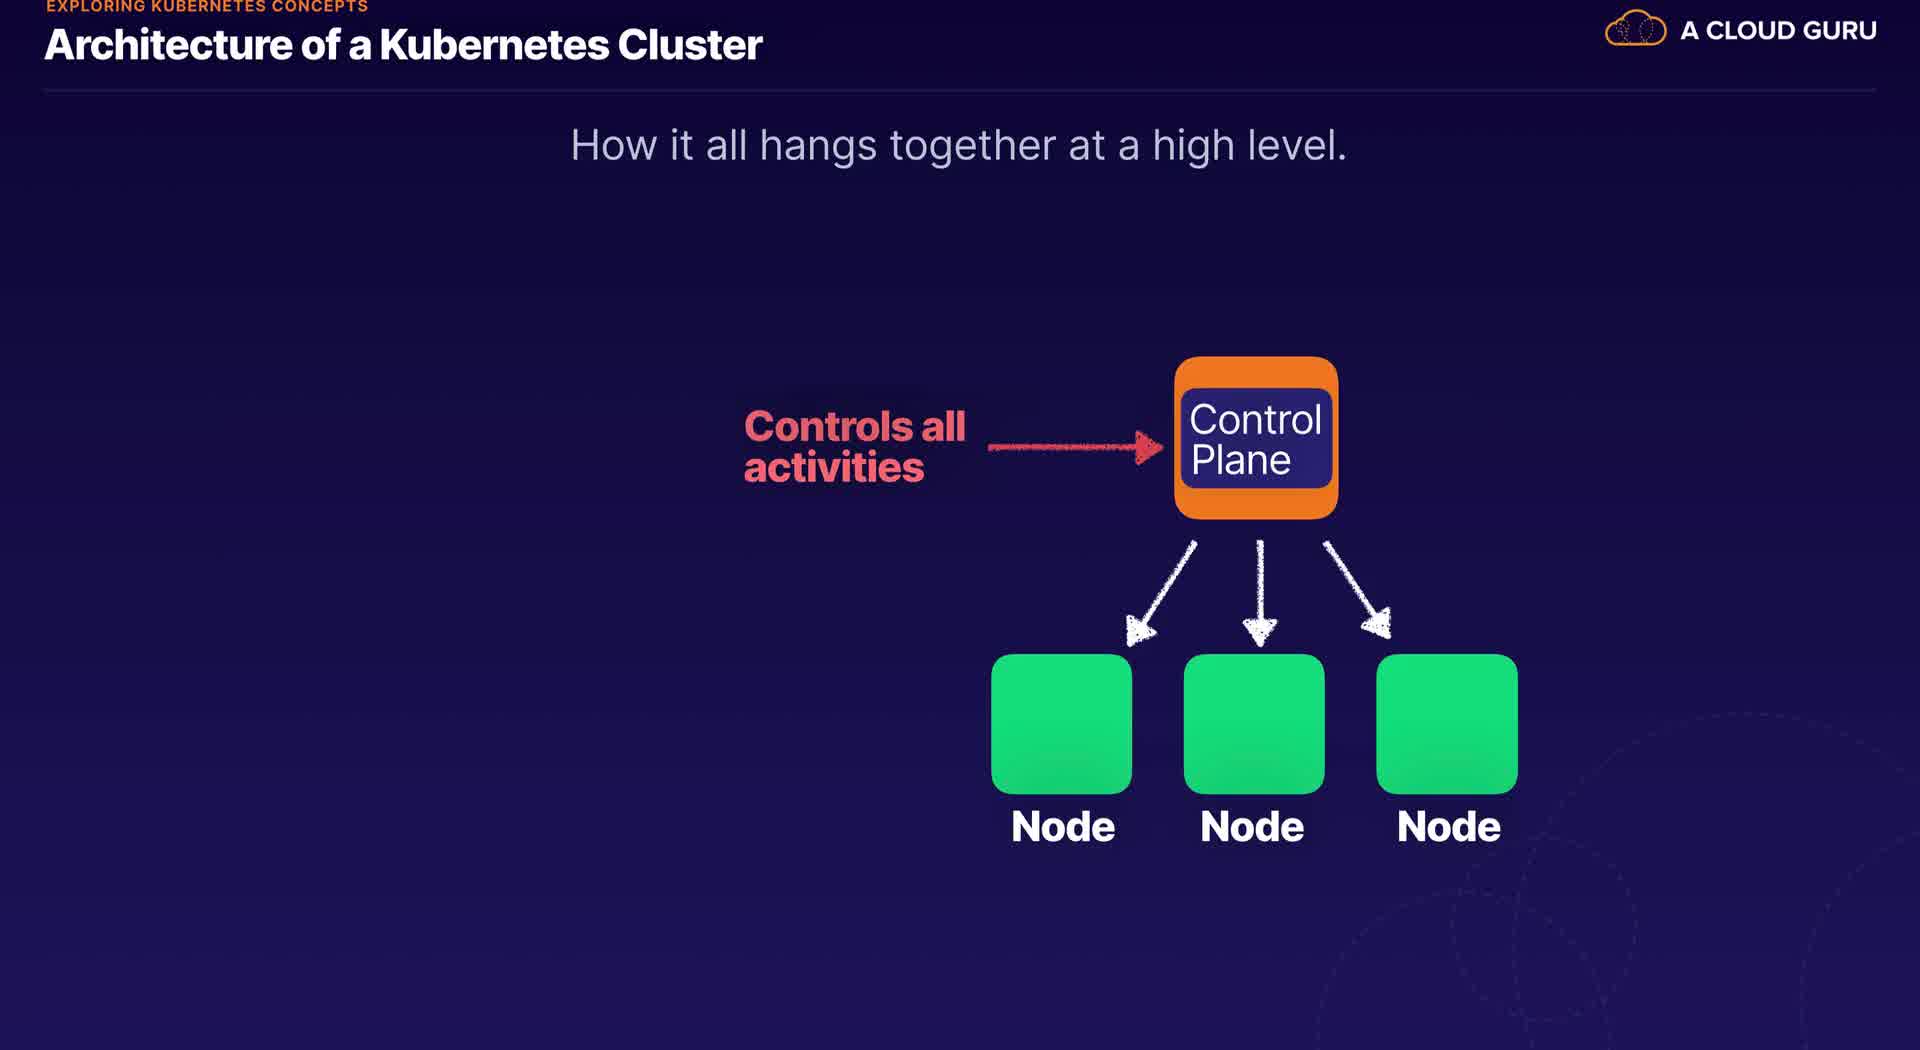 EXPLORING KUBERNETES CONCEPTS
Architecture of a Kubernetes Cluster
A CLOUD GURU
How it all hangs together at a high level.
Controls all
activities
Control
Plane
Node
Node
Node